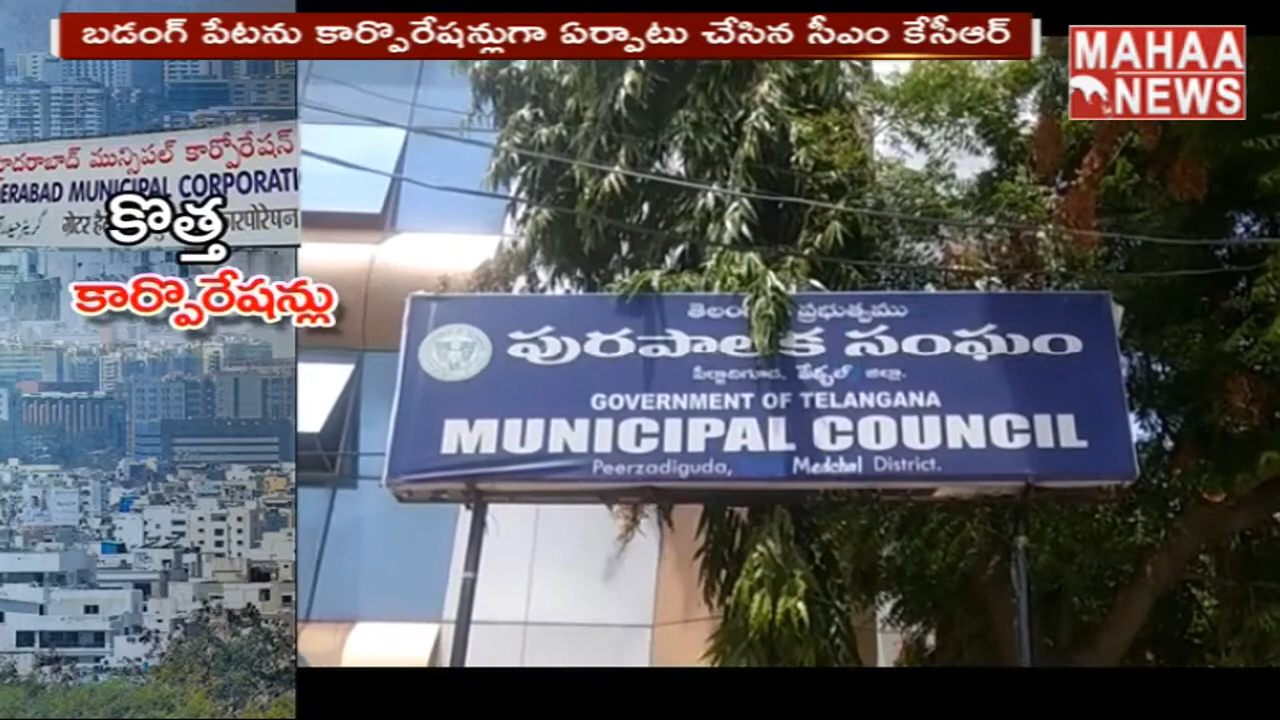 బడంగ్ పేటను కార్పొరేషన్లుగా ఏర్పాటు చేసిన సీఎం కేసీఆర్
MAHAA
NEWS
మున్సిపల్ కార్పోరేషన్
ERABAD MUNICIPAL CORPORATI
కొత్త
కార్పొరేషన్లు
ప్రభుత్వము
పురపాలక సంఘం
పీర్జాదిగూడ, మేడ్చల్ జిల్లా.
GOVERNMENT OF TELANGANA
MUNICIPAL COUNCIL
Peerzadiguda, Medchal District.